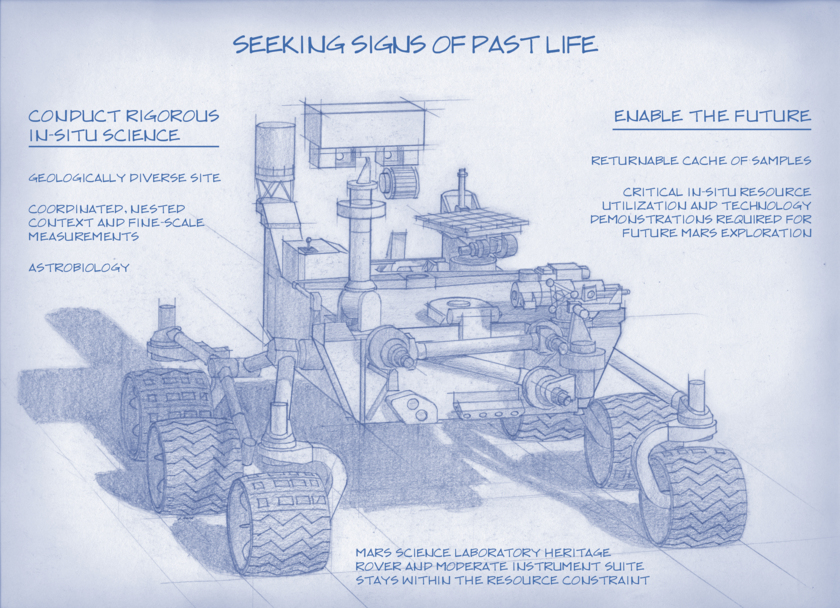 SEEKING SIGNS OF PAST LIFE
CONDUCT RIGOROUS
IN-SITU SCIENCE
GEOLOGICALLY DIVERSE SITE
COORDINATED, NESTED
CONTEXT AND FINE-SCALE
MEASUREMENTS
ASTROBIOLOGY
ENABLE THE FUTURE
RETURNABLE CACHE OF SAMPLES
CRITICAL IN-SITU RESOURCE
UTILIZATION AND TECHNOLOGY
DEMONSTRATIONS REQUIRED FOR
FUTURE MARS EXPLORATION
MARS SCIENCE LABORATORY HERITAGE
ROVER AND MODERATE INSTRUMENT SUITE
STAYS WITHIN THE RESOURCE CONSTRAINT